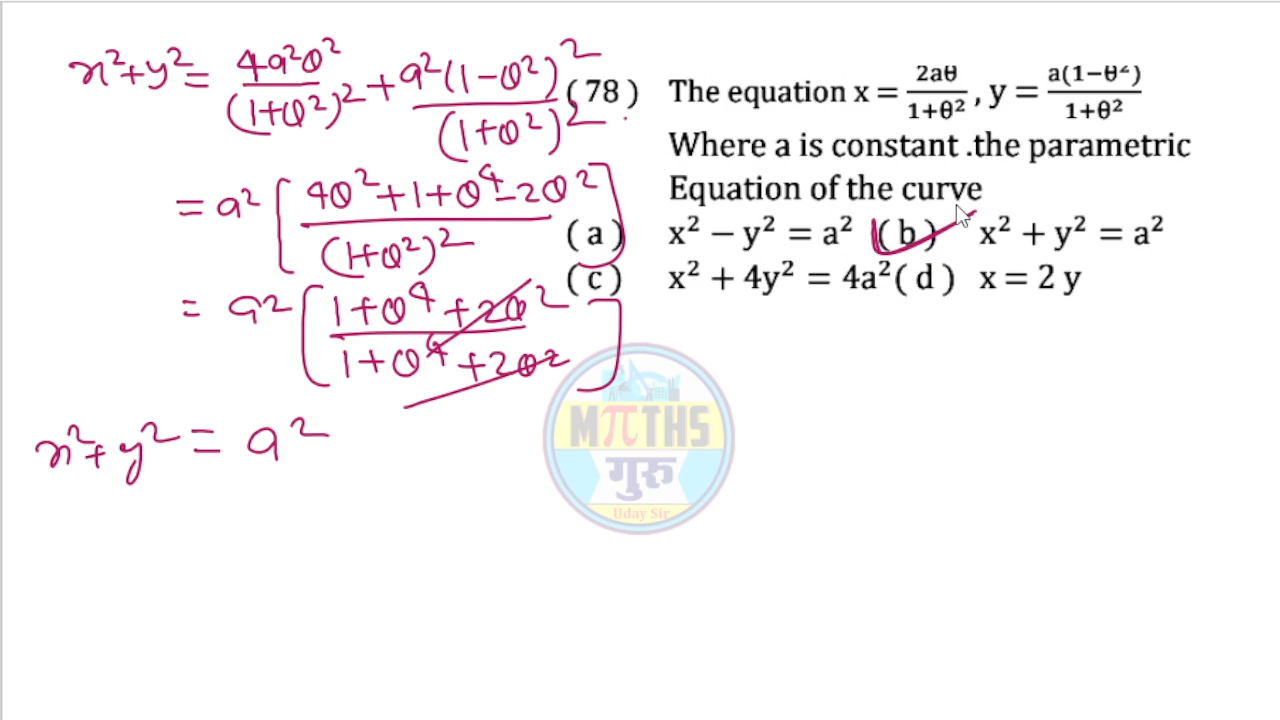 x²+y² = 4a²θ²/(1+θ²)² + a²(1-θ²)²/(1+θ²)²
= a² [ 4θ²+1+θ⁴-2θ² / (1+θ²)² ]
= a² [ 1+θ⁴+2θ² / 1+θ⁴+2θ² ]
x²+y² = a²
(78) The equation x = 2aθ/1+θ² , y = a(1−θ²)/1+θ²
Where a is constant .the parametric
Equation of the curve
(a) x² − y² = a² (b) x² + y² = a²
(c) x² + 4y² = 4a² (d) x = 2 y
MπTHS
गुरु
Uday Sir